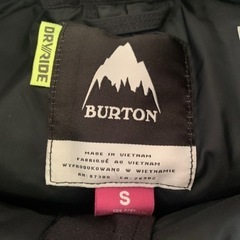 DRYRIDE
BURTON
MADE IN VIETNAM
FABRIQUÉ AU VIETNAM
WYPRODUKOWANO W WIETNAMIE
S